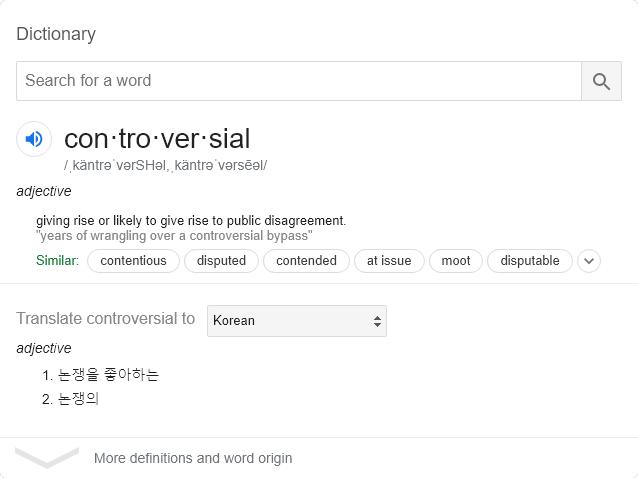 Dictionary
Search for a word
con·tro·ver·sial
/ˌkäntrəˈvərSHəl,ˌkäntrəˈvərsēəl/
adjective
giving rise or likely to give rise to public disagreement.
"years of wrangling over a controversial bypass"
Similar: contentious disputed contended at issue moot disputable
Translate controversial to Korean
adjective
1. 논쟁을 좋아하는
2. 논쟁의
More definitions and word origin